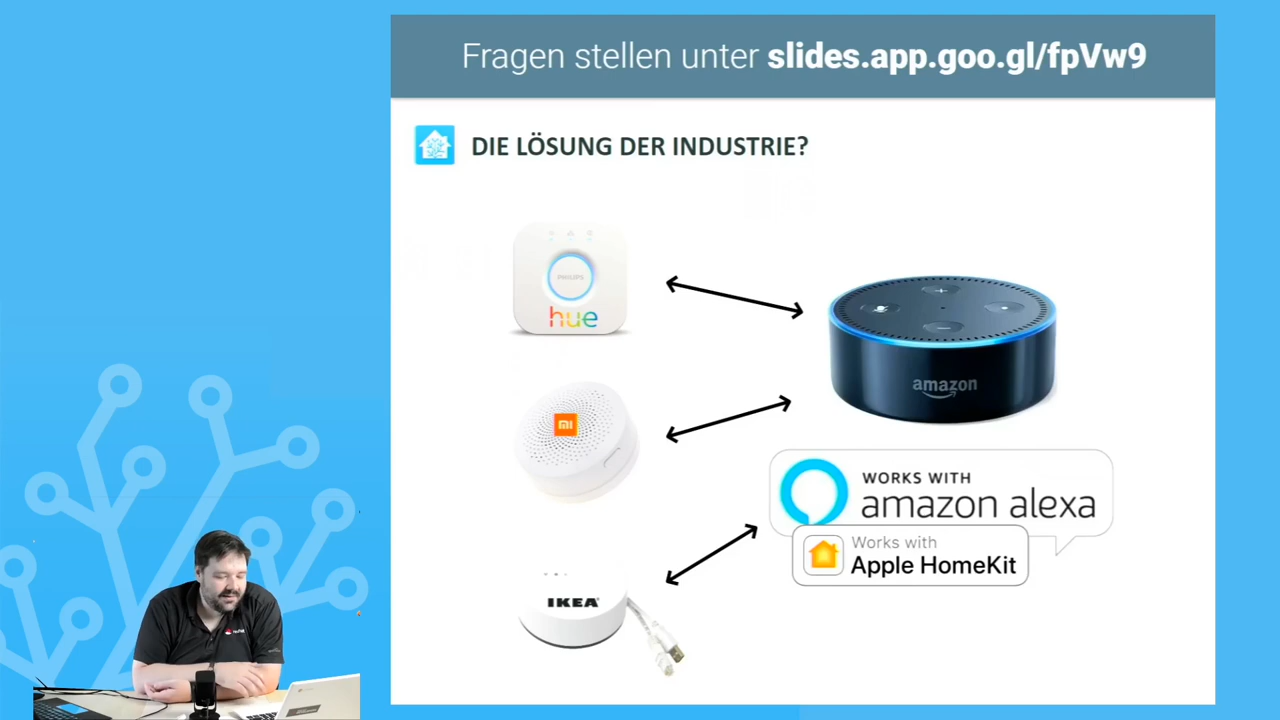 Fragen stellen unter slides.app.goo.gl/fpVw9
DIE LÖSUNG DER INDUSTRIE?
PHILIPS
hue
amazon
MI
WORKS WITH
amazon alexa
Works with
Apple HomeKit
IKEA